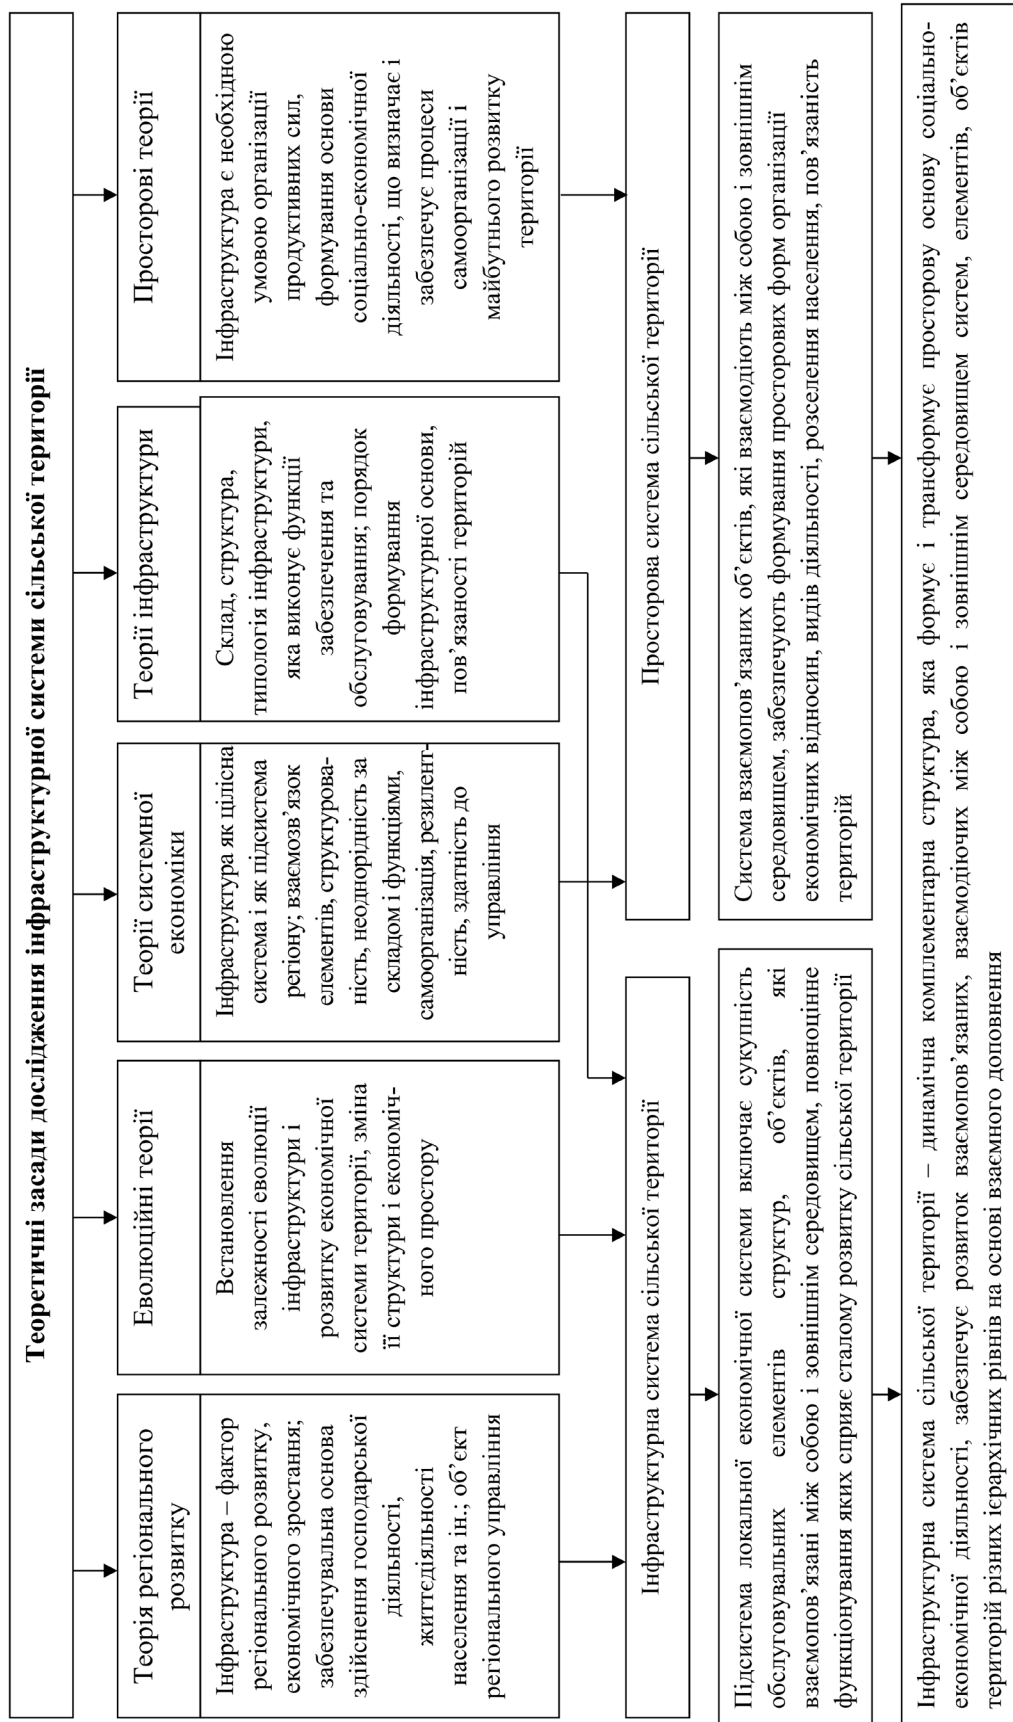 Теоретичні засади дослідження інфраструктурної системи сільської території
Теорія регіонального
розвитку
Інфраструктура – фактор
регіонального розвитку,
економічного зростання;
забезпечувальна основа
здійснення господарської
діяльності,
життєдіяльності
населення та ін.; об’єкт
регіонального управління
Еволюційні теорії
Встановлення
залежності еволюції
інфраструктури і
розвитку економічної
системи території, зміна
її структури і економіч-
ного простору
Теорії системної
економіки
Інфраструктура як цілісна
система і як підсистема
регіону; взаємозв’язок
елементів, структурова-
ність, неоднорідність за
складом і функціями,
самоорганізація, резилент-
ність, здатність до
управління
Теорії інфраструктури
Склад, структура,
типологія інфраструктури,
яка виконує функції
забезпечення та
обслуговування; порядок
формування
інфраструктурної основи,
пов’язаності територій
Просторові теорії
Інфраструктура є необхідною
умовою організації
продуктивних сил,
формування основи
соціально-економічної
діяльності, що визначає і
забезпечує процеси
самоорганізації і
майбутнього розвитку
території
Інфраструктурна система сільської території
Просторова система сільської території
Підсистема локальної економічної системи включає сукупність
обслуговувальних елементів структур, об’єктів, які
взаємопов’язані між собою і зовнішнім середовищем, повноцінне
функціонування яких сприяє сталому розвитку сільської території
Система взаємопов’язаних об’єктів, які взаємодіють між собою і зовнішнім
середовищем, забезпечують формування просторових форм організації
економічних відносин, видів діяльності, розселення населення, пов’язаність
територій
Інфраструктурна система сільської території – динамічна комплементарна структура, яка формує і трансформує просторову основу соціально-
економічної діяльності, забезпечує розвиток взаємопов’язаних, взаємодіючих між собою і зовнішнім середовищем систем, елементів, об’єктів
територій різних ієрархічних рівнів на основі взаємного доповнення